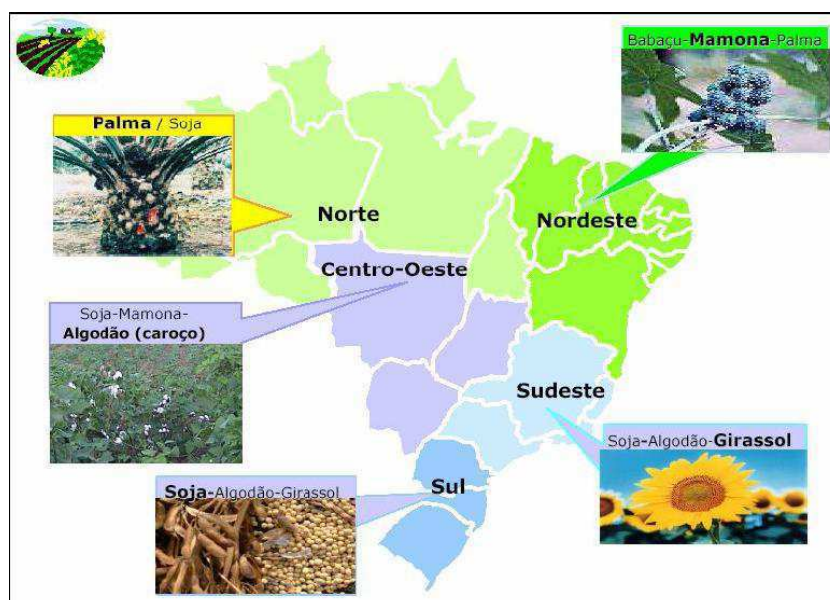 Babaçu-Mamona-Palma
Palma / Soja
Norte
Nordeste
Centro-Oeste
Soja-Mamona-
Algodão (caroço)
Sudeste
Soja-Algodão-Girassol
Soja-Algodão-Girassol
Sul